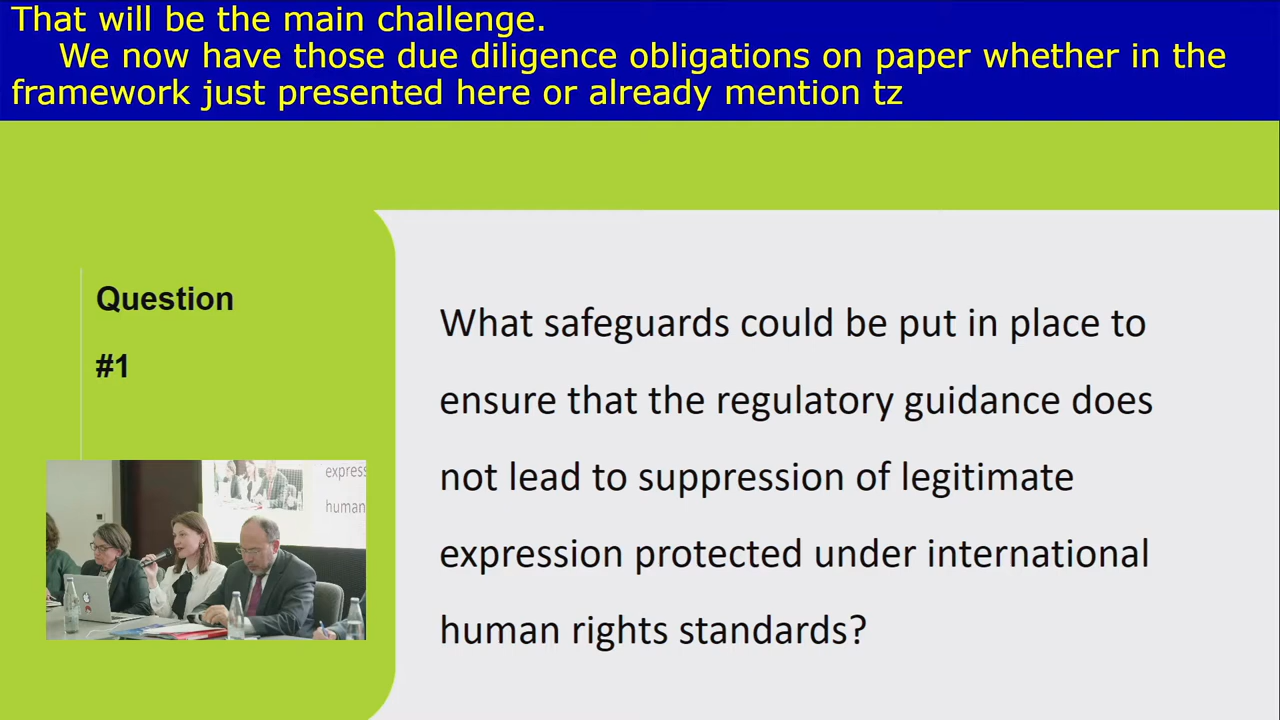 That will be the main challenge.
We now have those due diligence obligations on paper whether in the
framework just presented here or already mention tz
Question
#1
What safeguards could be put in place to
ensure that the regulatory guidance does
not lead to suppression of legitimate
expression protected under international
human rights standards?
express
human